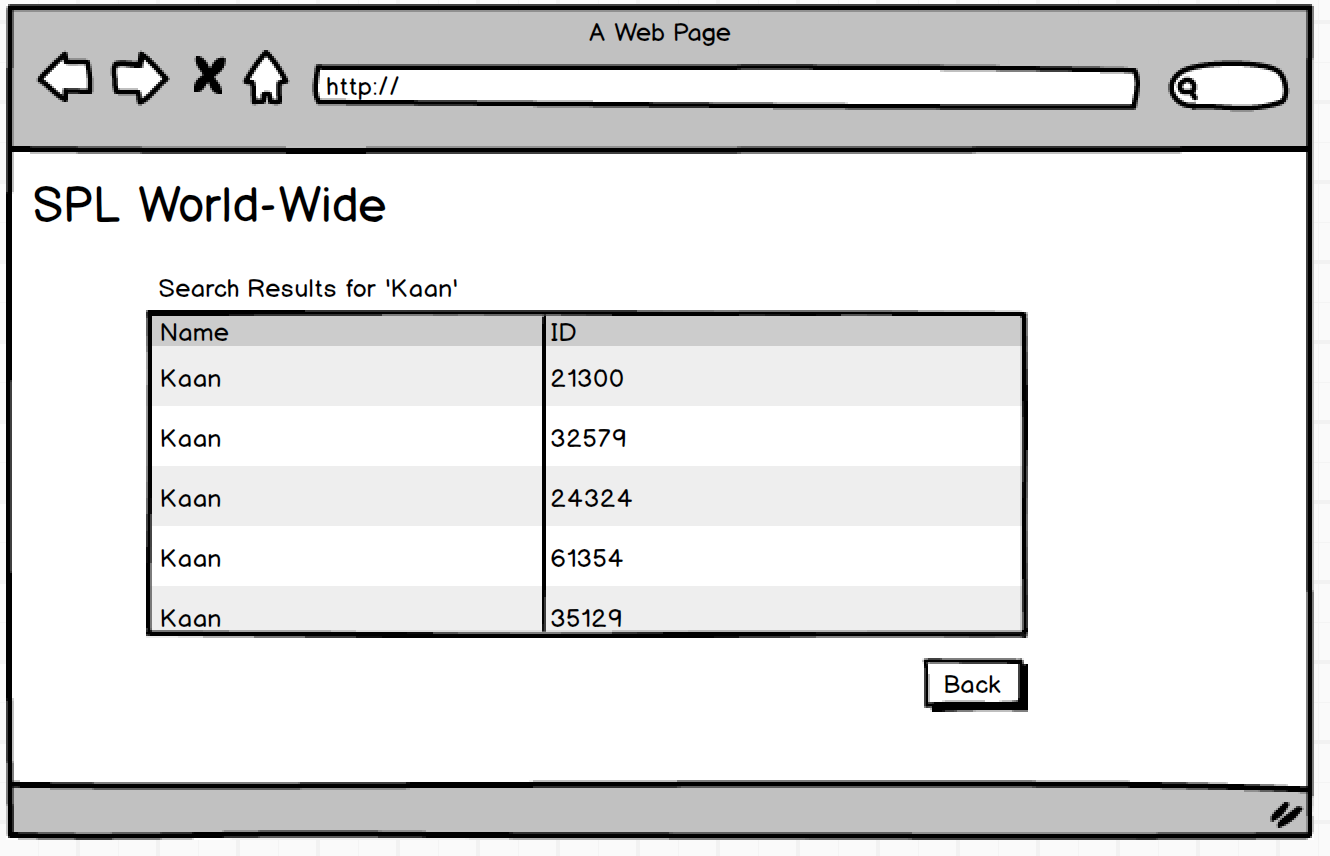 A Web Page
http://
SPL World-Wide
Search Results for 'Kaan'
Name ID
Kaan 21300
Kaan 32579
Kaan 24324
Kaan 61354
Kaan 35129
Back